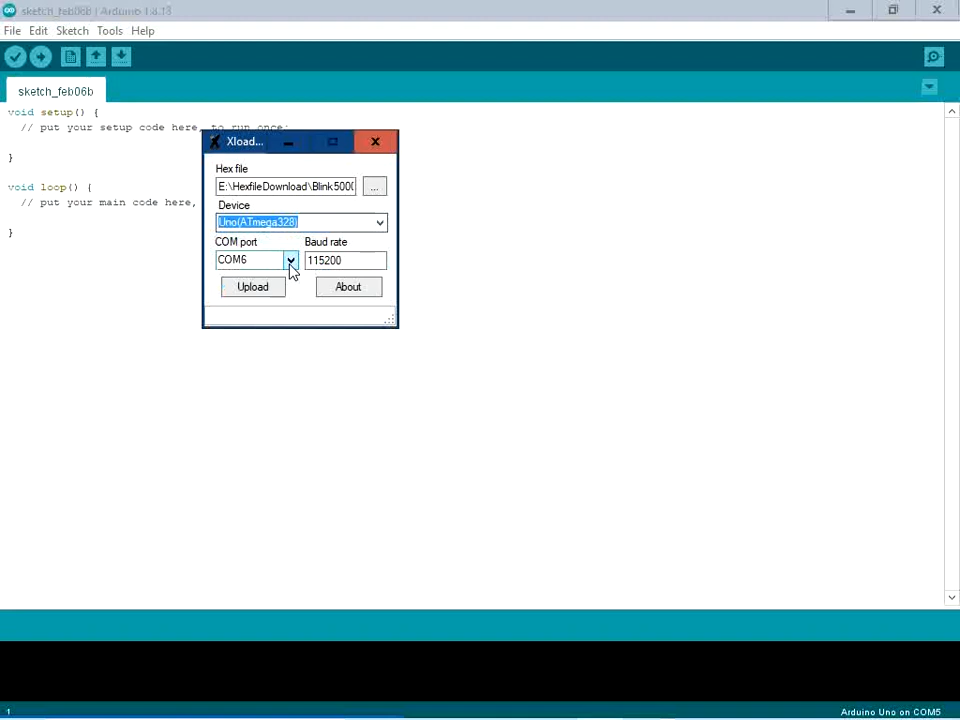 sketch_feb06b | Arduino 1.8.13
File Edit Sketch Tools Help
sketch_feb06b
void setup() {
// put your setup code here, to run once:
}
void loop() {
// put your main code here,
}
Xload...
Hex file
E:\HexfileDownload\Blink500
...
Device
Uno(ATmega328)
COM port Baud rate
COM6 115200
Upload About
1 Arduino Uno on COM5